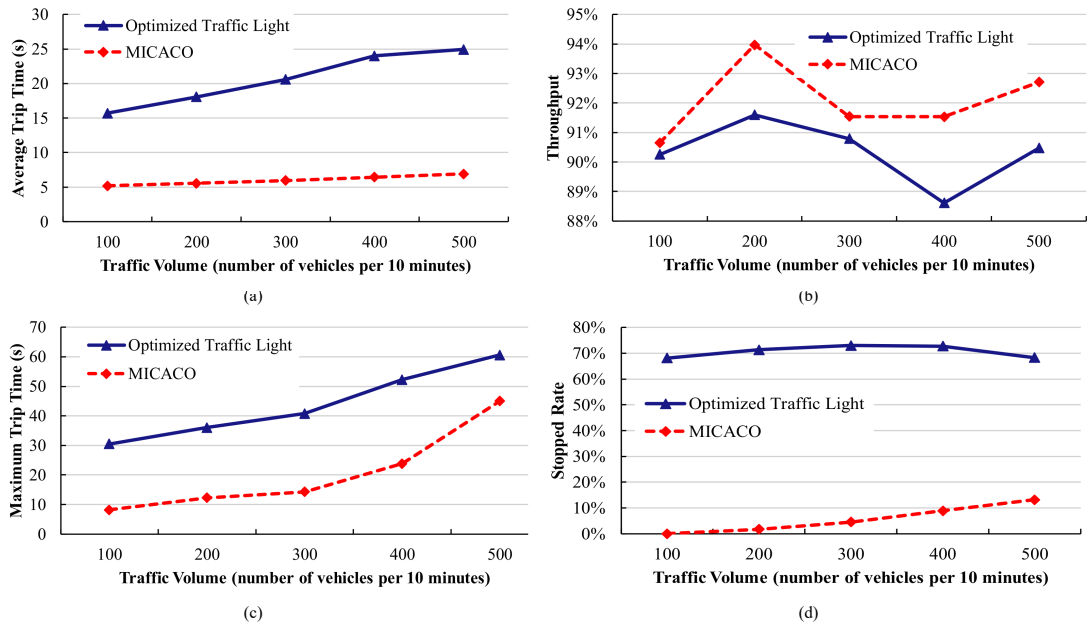 30
25
20
15
10
5
0
Average Trip Time (s)
Optimized Traffic Light
MICACO
100 200 300 400 500
Traffic Volume (number of vehicles per 10 minutes)
(a)
95%
94%
93%
92%
91%
90%
89%
88%
Throughput
Optimized Traffic Light
MICACO
100 200 300 400 500
Traffic Volume (number of vehicles per 10 minutes)
(b)
70
60
50
40
30
20
10
0
Maximum Trip Time (s)
Optimized Traffic Light
MICACO
100 200 300 400 500
Traffic Volume (number of vehicles per 10 minutes)
(c)
80%
70%
60%
50%
40%
30%
20%
10%
0%
Stopped Rate
Optimized Traffic Light
MICACO
100 200 300 400 500
Traffic Volume (number of vehicles per 10 minutes)
(d)